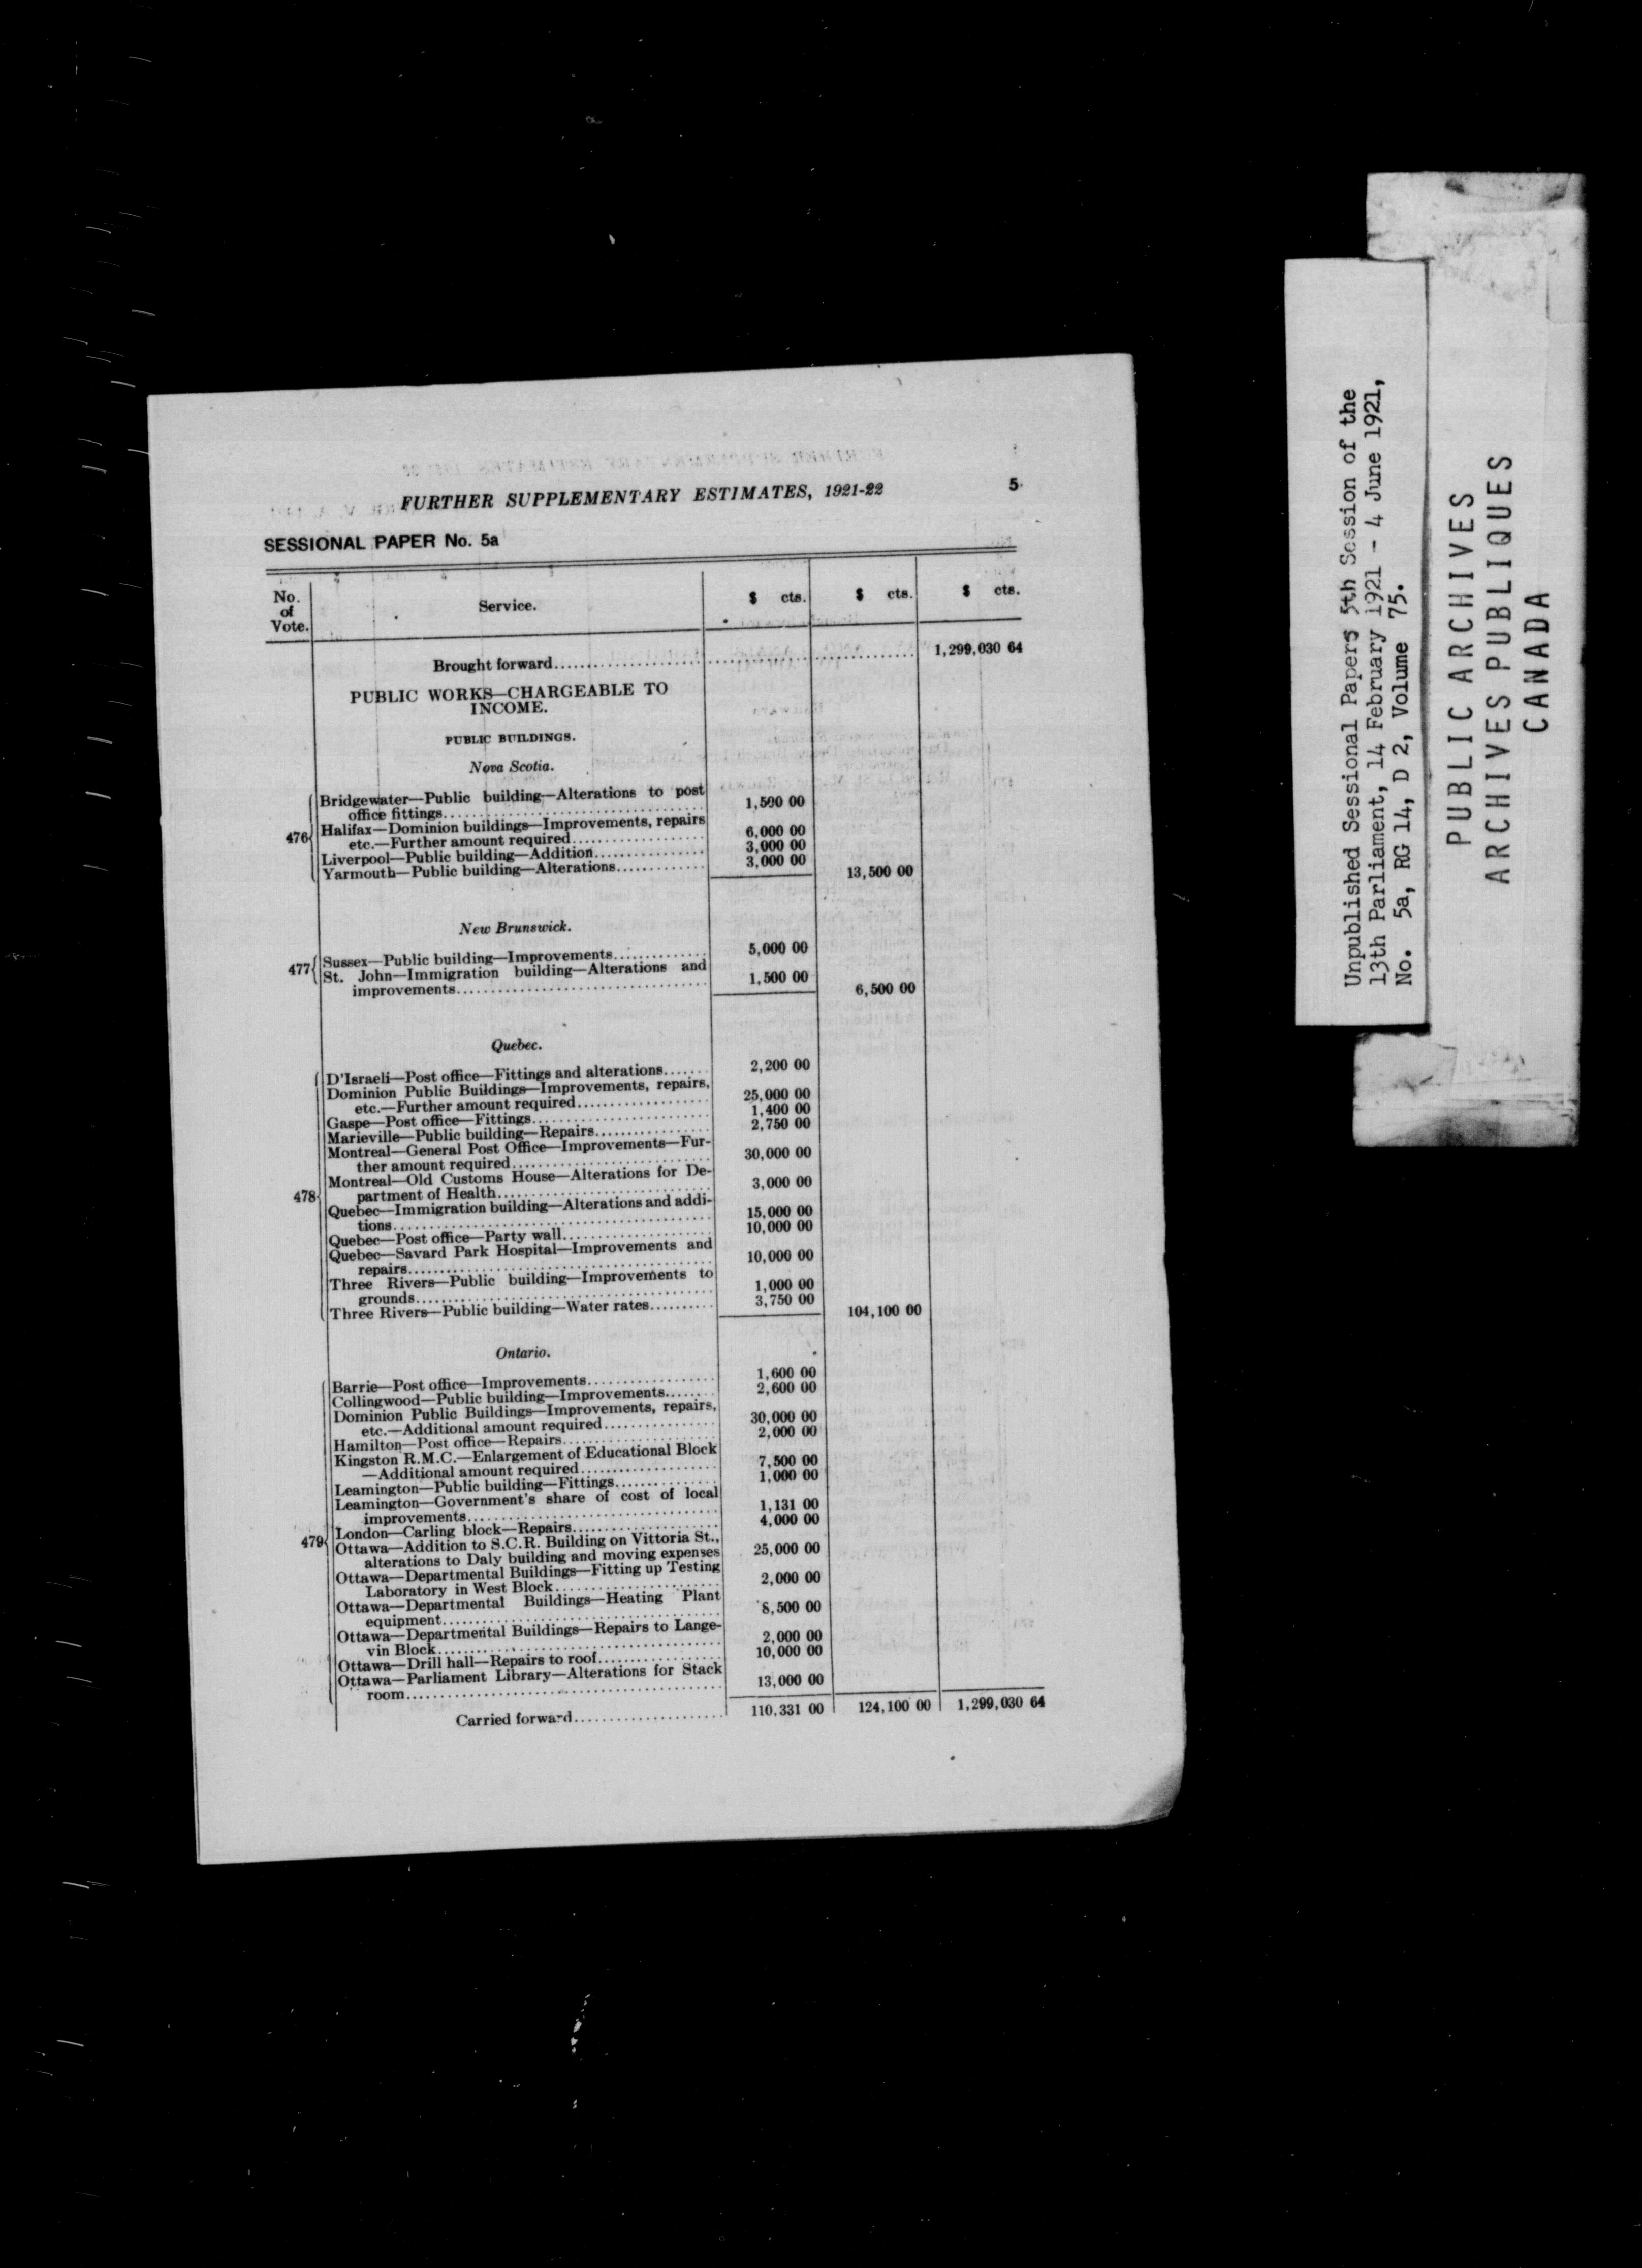 FURTHER SUPPLEMENTARY ESTIMATES, 1921-22 5
SESSIONAL PAPER No. 5a
No. of Vote. Service. $ cts. $ cts. $ cts.
Brought forward........ 1,299,030 64
PUBLIC WORKS—CHARGEABLE TO
INCOME.
PUBLIC BUILDINGS.
Nova Scotia.
Bridgewater—Public building—Alterations to post
office fittings........ 1,500 00
476 Halifax—Dominion buildings—Improvements, repairs
etc.—Further amount required........ 6,000 00
Liverpool—Public building—Addition........ 3,000 00
Yarmouth—Public building—Alterations........ 3,000 00
13,500 00
New Brunswick.
477 Sussex—Public building—Improvements........ 5,000 00
St. John—Immigration building—Alterations and
improvements........ 1,500 00
6,500 00
Quebec.
D'Israeli—Post office—Fittings and alterations........ 2,200 00
Dominion Public Buildings—Improvements, repairs,
etc.—Further amount required........ 25,000 00
Gaspe—Post office—Fittings........ 1,400 00
Marieville—Public building—Repairs........ 2,750 00
Montreal—General Post Office—Improvements—Fur-
ther amount required........ 30,000 00
Montreal—Old Customs House—Alterations for De-
478 partment of Health........ 3,000 00
Quebec—Immigration building—Alterations and addi-
tions........ 15,000 00
Quebec—Post office—Party wall........ 10,000 00
Quebec—Savard Park Hospital—Improvements and
repairs........ 10,000 00
Three Rivers—Public building—Improvements to
grounds........ 1,000 00
Three Rivers—Public building—Water rates........ 3,750 00
104,100 00
Ontario.
Barrie—Post office—Improvements........ 1,600 00
Collingwood—Public building—Improvements........ 2,600 00
Dominion Public Buildings—Improvements, repairs,
etc.—Additional amount required........ 30,000 00
Hamilton—Post office—Repairs........ 2,000 00
Kingston R.M.C.—Enlargement of Educational Block
—Additional amount required........ 7,500 00
Leamington—Public building—Fittings........ 1,000 00
Leamington—Government's share of cost of local
improvements........ 1,131 00
London—Carling block—Repairs........ 4,000 00
479 Ottawa—Addition to S.C.R. Building on Vittoria St.,
alterations to Daly building and moving expenses 25,000 00
Ottawa—Departmental Buildings—Fitting up Testing
Laboratory in West Block........ 2,000 00
Ottawa—Departmental Buildings—Heating Plant
equipment........ 8,500 00
Ottawa—Departmental Buildings—Repairs to Lange-
vin Block........ 2,000 00
Ottawa—Drill hall—Repairs to roof........ 10,000 00
Ottawa—Parliament Library—Alterations for Stack
room........ 13,000 00
Carried forward........ 110,331 00 124,100 00 1,299,030 64
Unpublished Sessional Papers 5th Session of the
13th Parliament, 14 February 1921 - 4 June 1921,
No. 5a, RG 14, D 2, Volume 75.
PUBLIC ARCHIVES
ARCHIVES PUBLIQUES
CANADA